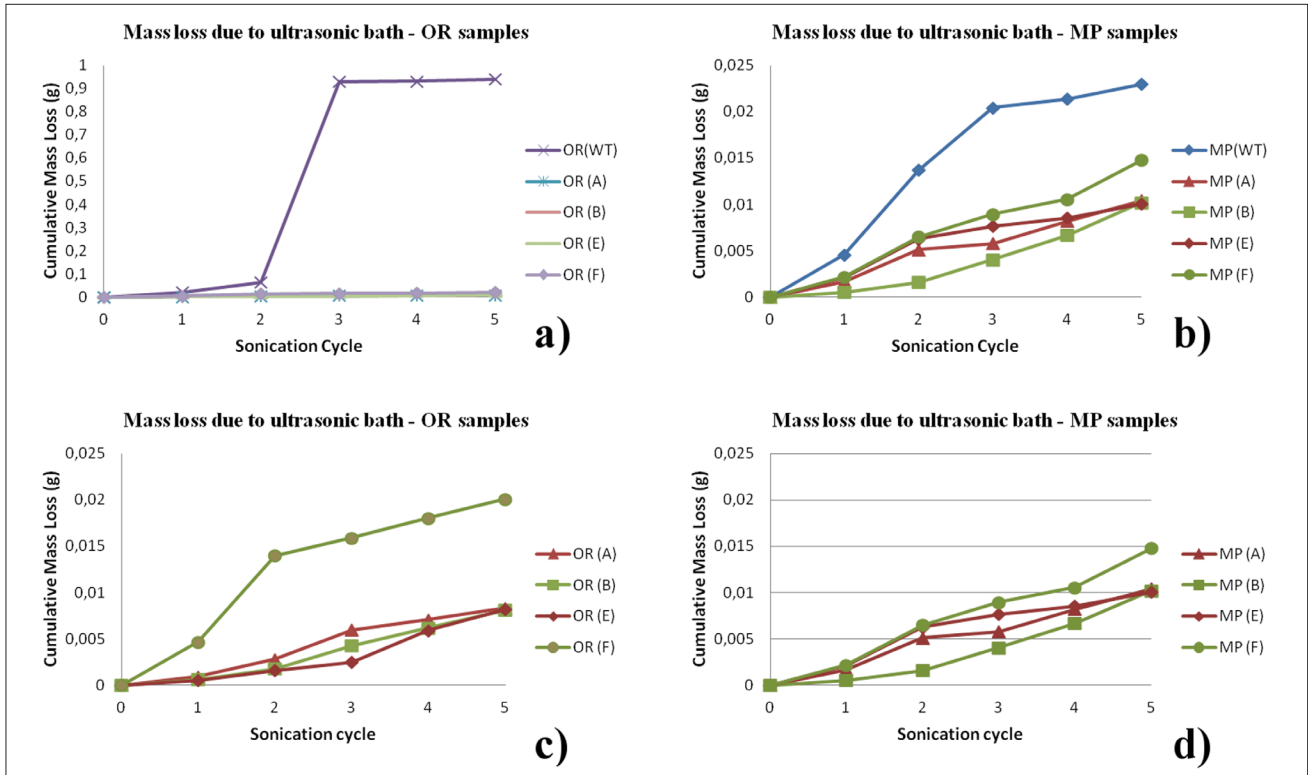 Mass loss due to ultrasonic bath - OR samples
Cumulative Mass Loss (g)
1
0,9
0,8
0,7
0,6
0,5
0,4
0,3
0,2
0,1
0
0 1 2 3 4 5
Sonication Cycle
OR(WT)
OR (A)
OR (B)
OR (E)
OR (F)
a)
Mass loss due to ultrasonic bath - MP samples
Cumulative Mass Loss (g)
0,025
0,02
0,015
0,01
0,005
0
0 1 2 3 4 5
Sonication Cycle
MP(WT)
MP (A)
MP (B)
MP (E)
MP (F)
b)
Mass loss due to ultrasonic bath - OR samples
Cumulative Mass Loss (g)
0,025
0,02
0,015
0,01
0,005
0
0 1 2 3 4 5
Sonication cycle
OR (A)
OR (B)
OR (E)
OR (F)
c)
Mass loss due to ultrasonic bath - MP samples
Cumulative Mass Loss (g)
0,025
0,02
0,015
0,01
0,005
0
0 1 2 3 4 5
Sonication cycle
MP (A)
MP (B)
MP (E)
MP (F)
d)